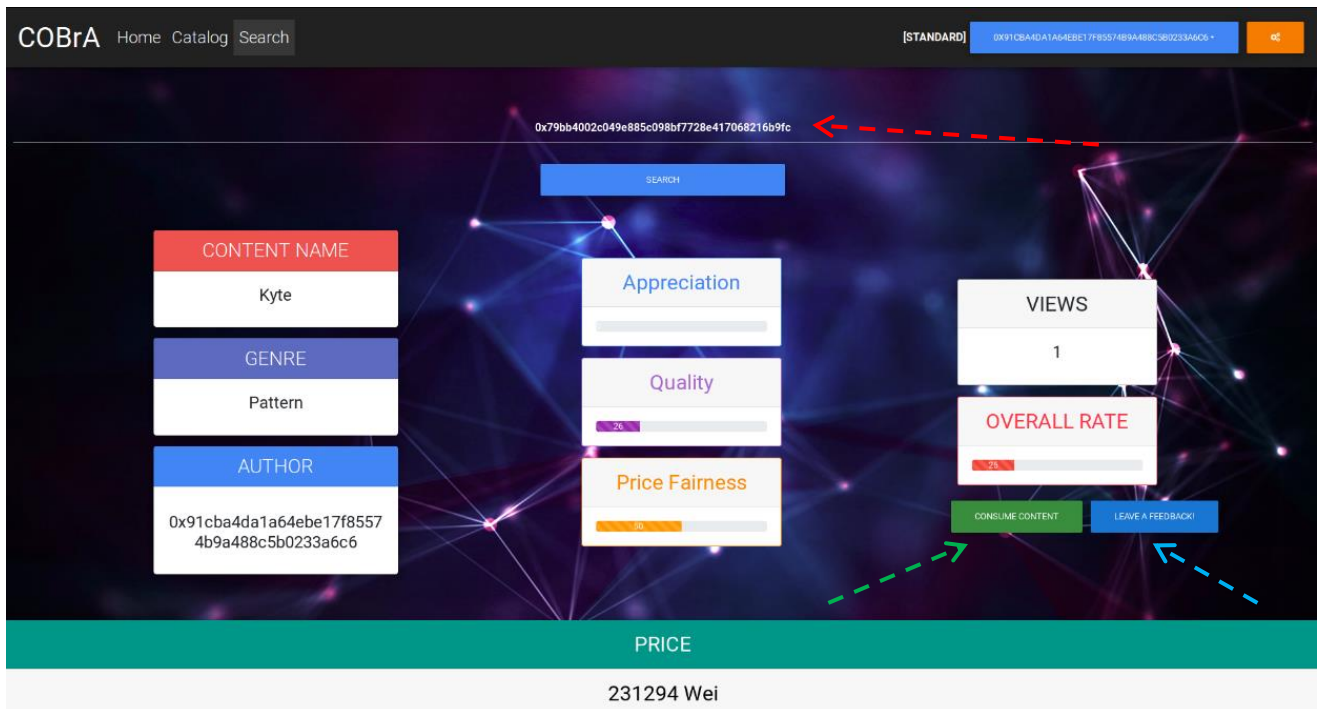 COBrA Home Catalog Search
[STANDARD] 0X91CBA4DA1A64EBE17F85574B9A488C5B0233A6C6
0x79bb4002c049e885c098bf7728e417068216b9fc
SEARCH
CONTENT NAME
Kyte
GENRE
Pattern
AUTHOR
0x91cba4da1a64ebe17f8557
4b9a488c5b0233a6c6
Appreciation
Quality
26
Price Fairness
50
VIEWS
1
OVERALL RATE
25
CONSUME CONTENT
LEAVE A FEEDBACK!
PRICE
231294 Wei